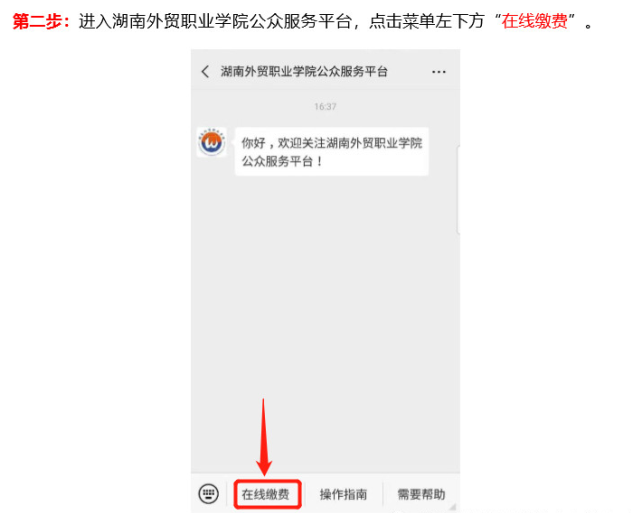 第二步：进入湖南外贸职业学院公众服务平台，点击菜单左下方“在线缴费”。
湖南外贸职业学院公众服务平台
16:37
你好，欢迎关注湖南外贸职业学院
公众服务平台！
在线缴费 操作指南 需要帮助